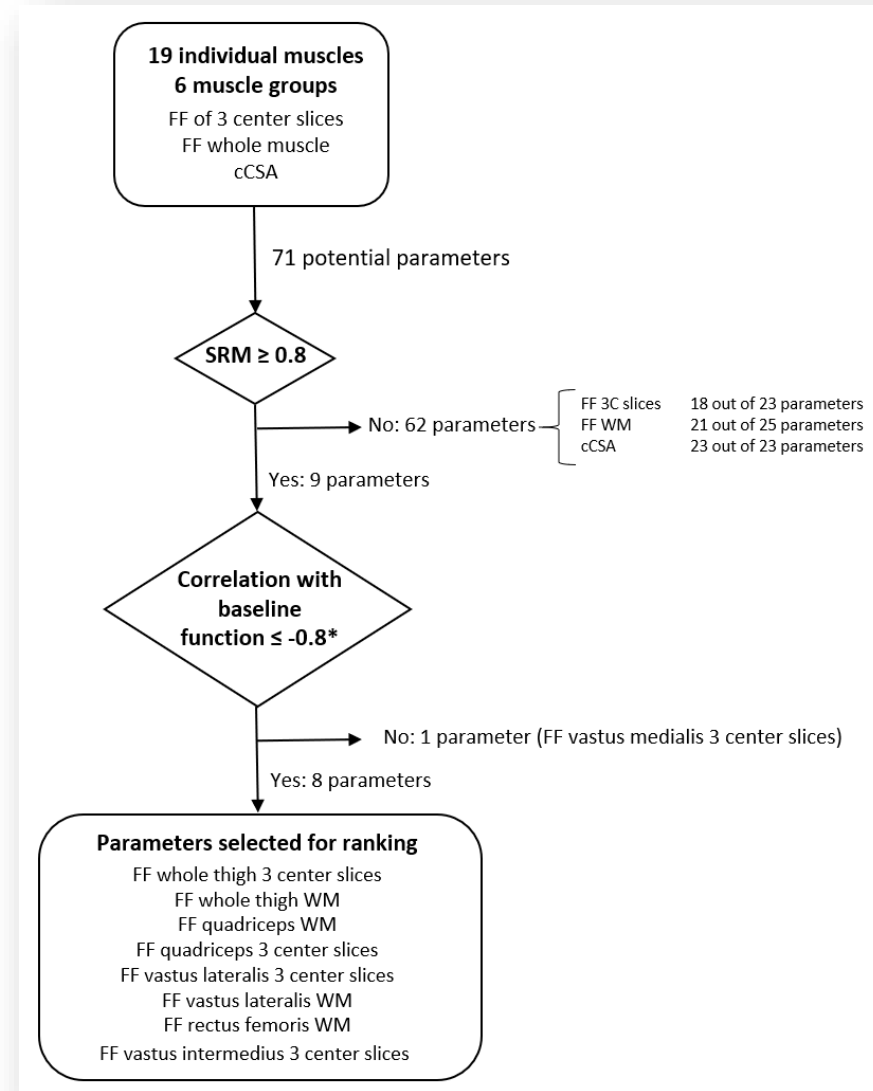 19 individual muscles
6 muscle groups
FF of 3 center slices
FF whole muscle
cCSA
71 potential parameters
SRM ≥ 0.8
No: 62 parameters
FF 3C slices 18 out of 23 parameters
FF WM 21 out of 25 parameters
cCSA 23 out of 23 parameters
Yes: 9 parameters
Correlation with
baseline
function ≤ -0.8*
No: 1 parameter (FF vastus medialis 3 center slices)
Yes: 8 parameters
Parameters selected for ranking
FF whole thigh 3 center slices
FF whole thigh WM
FF quadriceps WM
FF quadriceps 3 center slices
FF vastus lateralis 3 center slices
FF vastus lateralis WM
FF rectus femoris WM
FF vastus intermedius 3 center slices